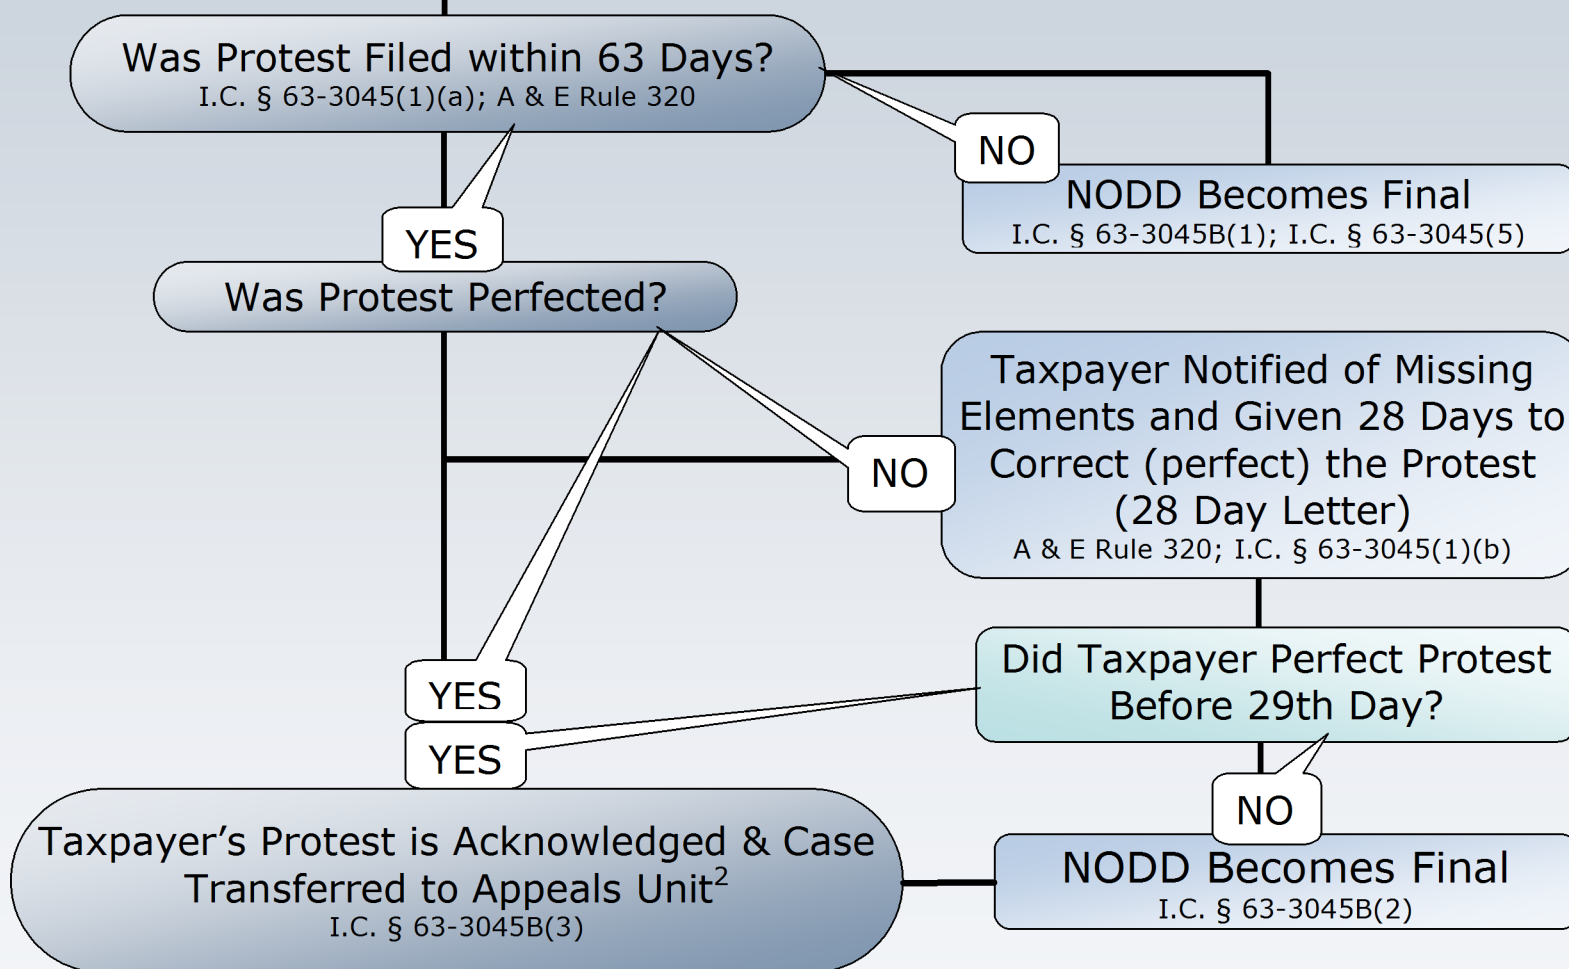 Was Protest Filed within 63 Days?
I.C. § 63-3045(1)(a); A & E Rule 320
NO
NODD Becomes Final
I.C. § 63-3045B(1); I.C. § 63-3045(5)
YES
Was Protest Perfected?
Taxpayer Notified of Missing
Elements and Given 28 Days to
Correct (perfect) the Protest
(28 Day Letter)
A & E Rule 320; I.C. § 63-3045(1)(b)
NO
Did Taxpayer Perfect Protest
Before 29th Day?
YES
YES
NO
Taxpayer’s Protest is Acknowledged & Case
Transferred to Appeals Unit²
I.C. § 63-3045B(3)
NODD Becomes Final
I.C. § 63-3045B(2)